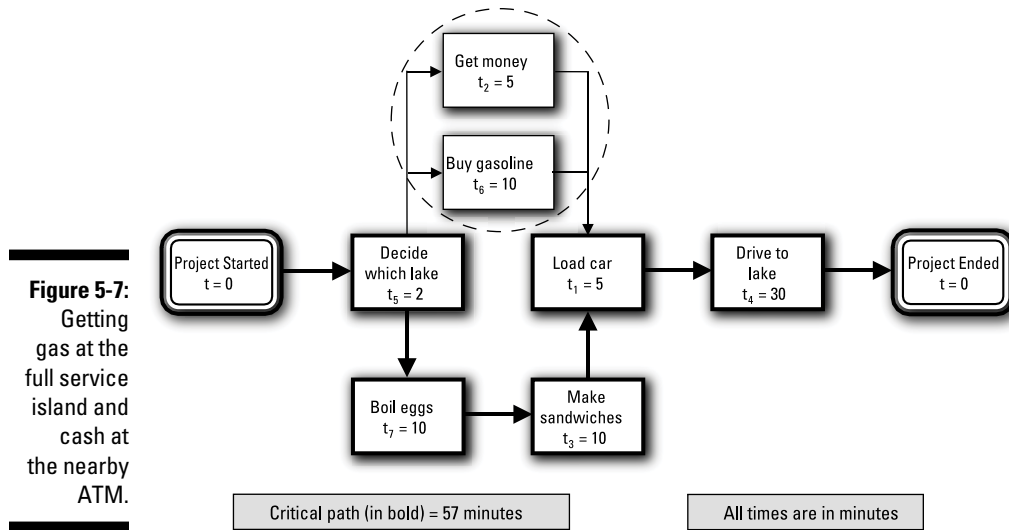 Get money
t₂ = 5
Buy gasoline
t₆ = 10
Project Started
t = 0
Decide
which lake
t₅ = 2
Load car
t₁ = 5
Drive to
lake
t₄ = 30
Project Ended
t = 0
Boil eggs
t₇ = 10
Make
sandwiches
t₃ = 10
Figure 5-7:
Getting
gas at the
full service
island and
cash at
the nearby
ATM.
Critical path (in bold) = 57 minutes
All times are in minutes